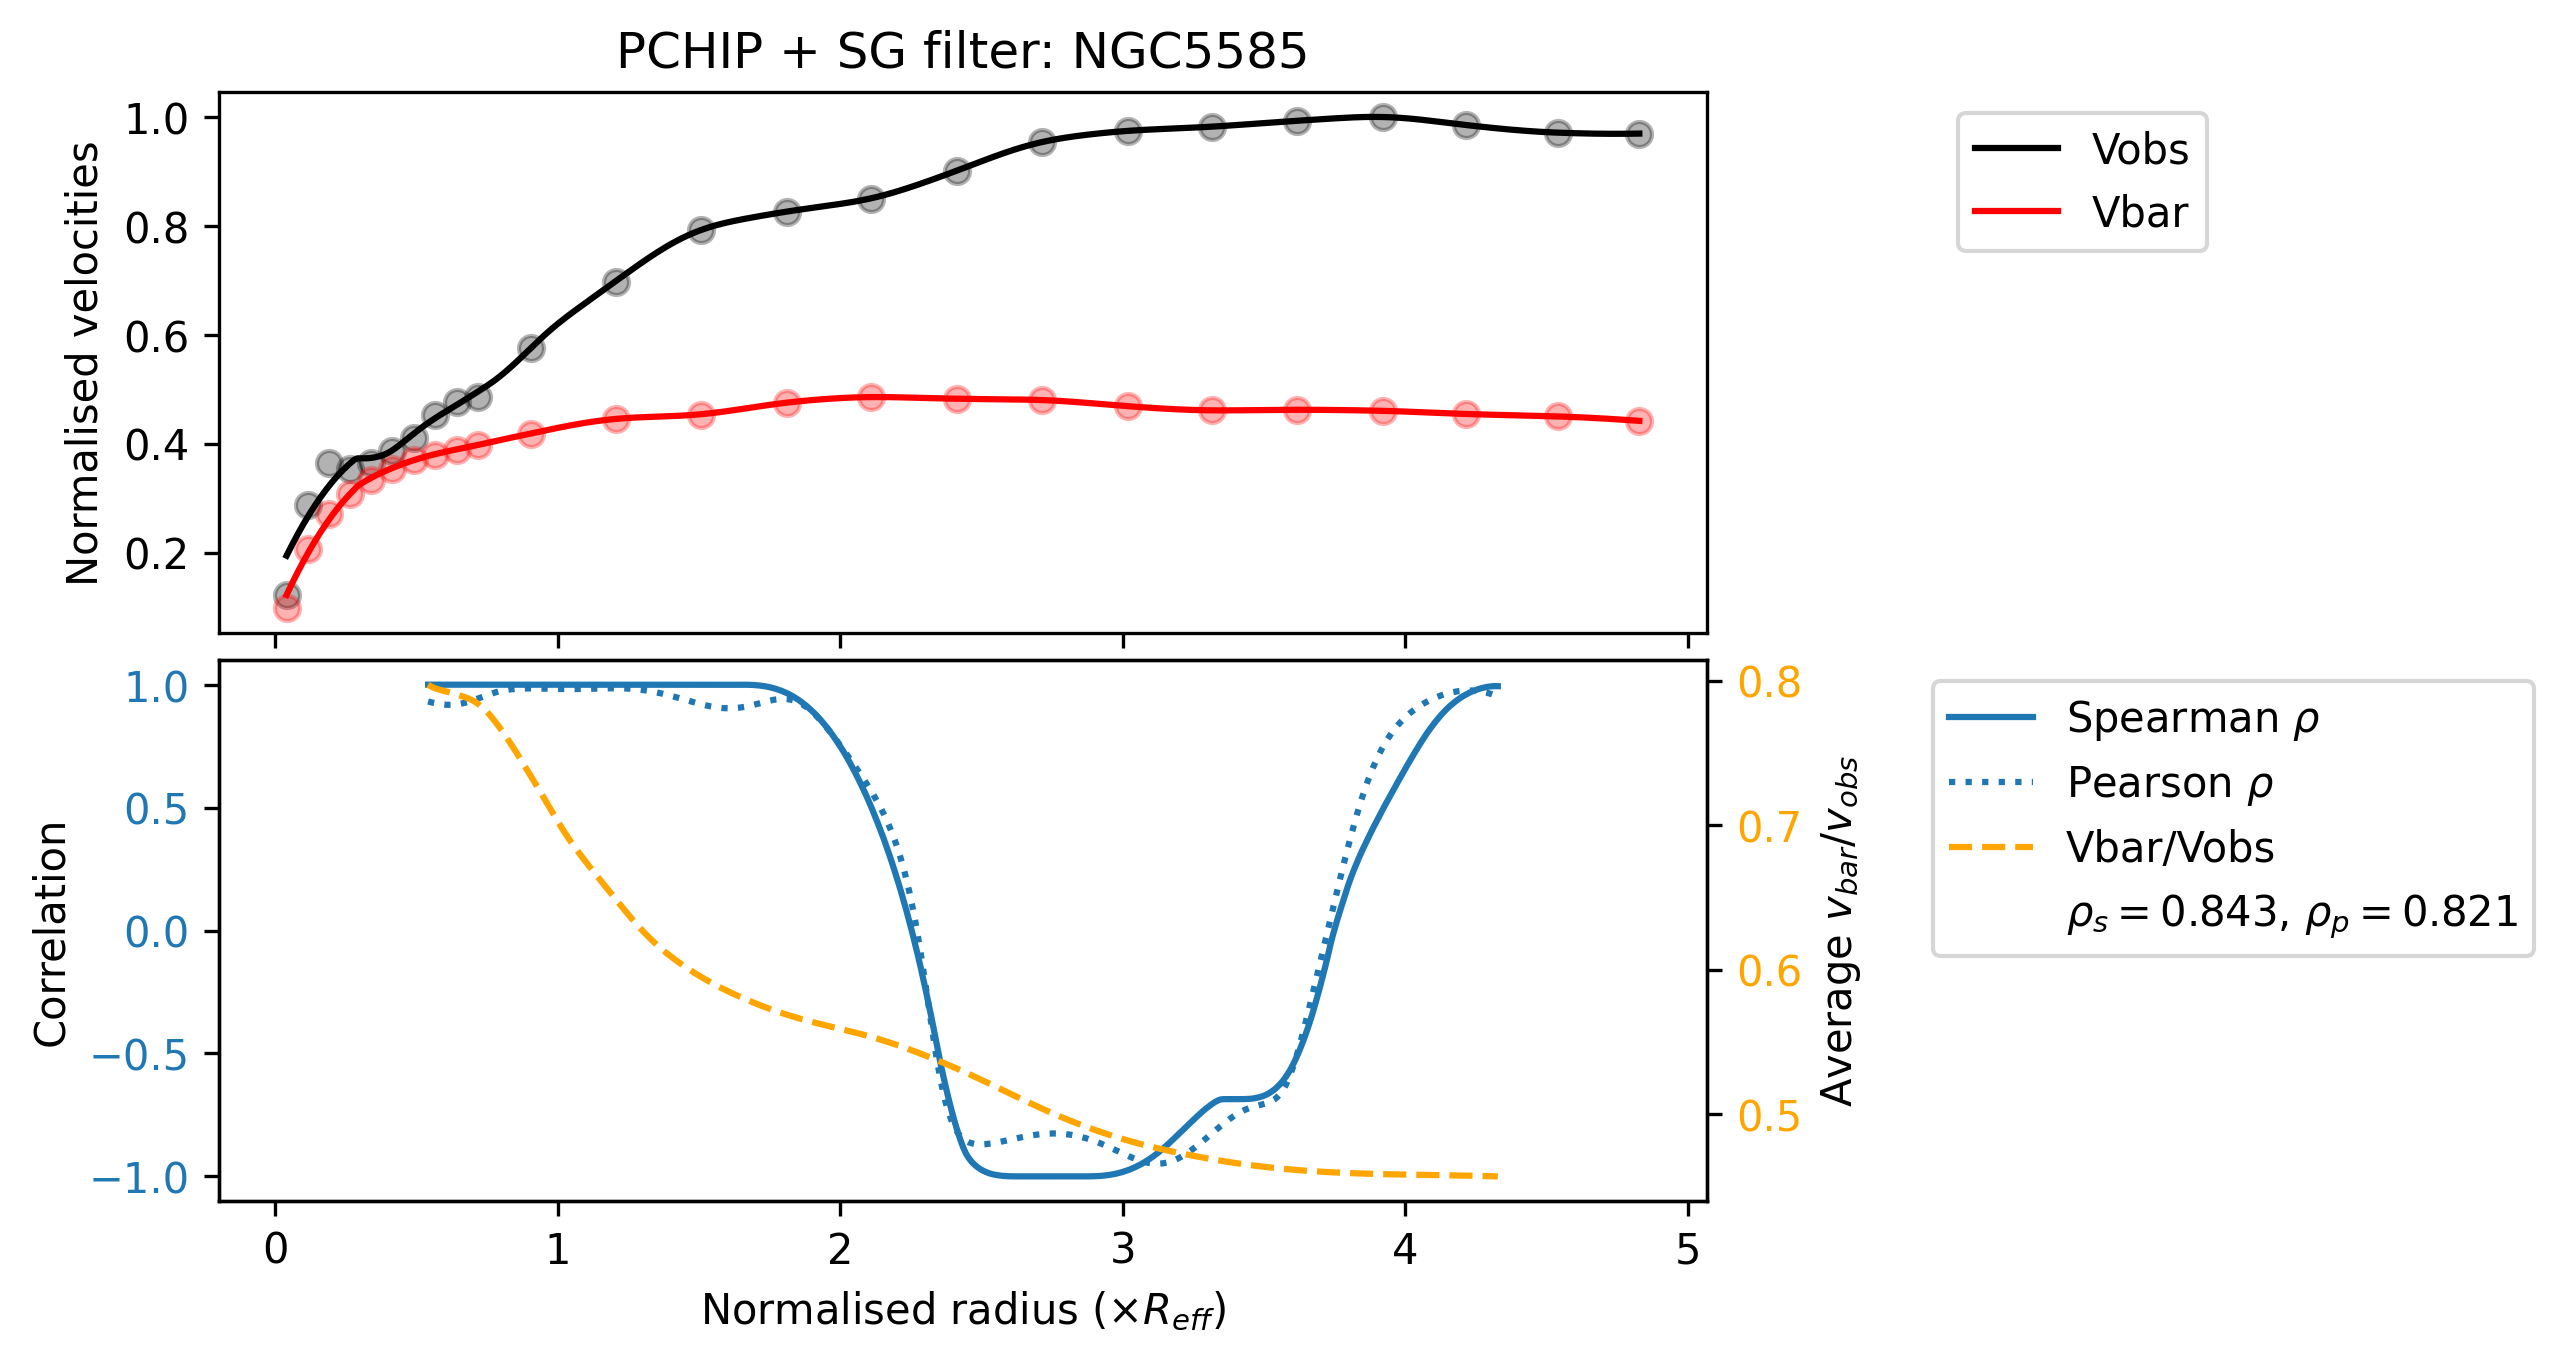 PCHIP + SG filter: NGC5585
Normalised velocities
1.0
0.8
0.6
0.4
0.2
Vobs
Vbar
Correlation
1.0
0.5
0.0
−0.5
−1.0
0.8
0.7
0.6
0.5
Average v_bar/v_obs
Spearman ρ
Pearson ρ
Vbar/Vobs
ρ_s = 0.843, ρ_p = 0.821
0 1 2 3 4 5
Normalised radius (×R_eff)